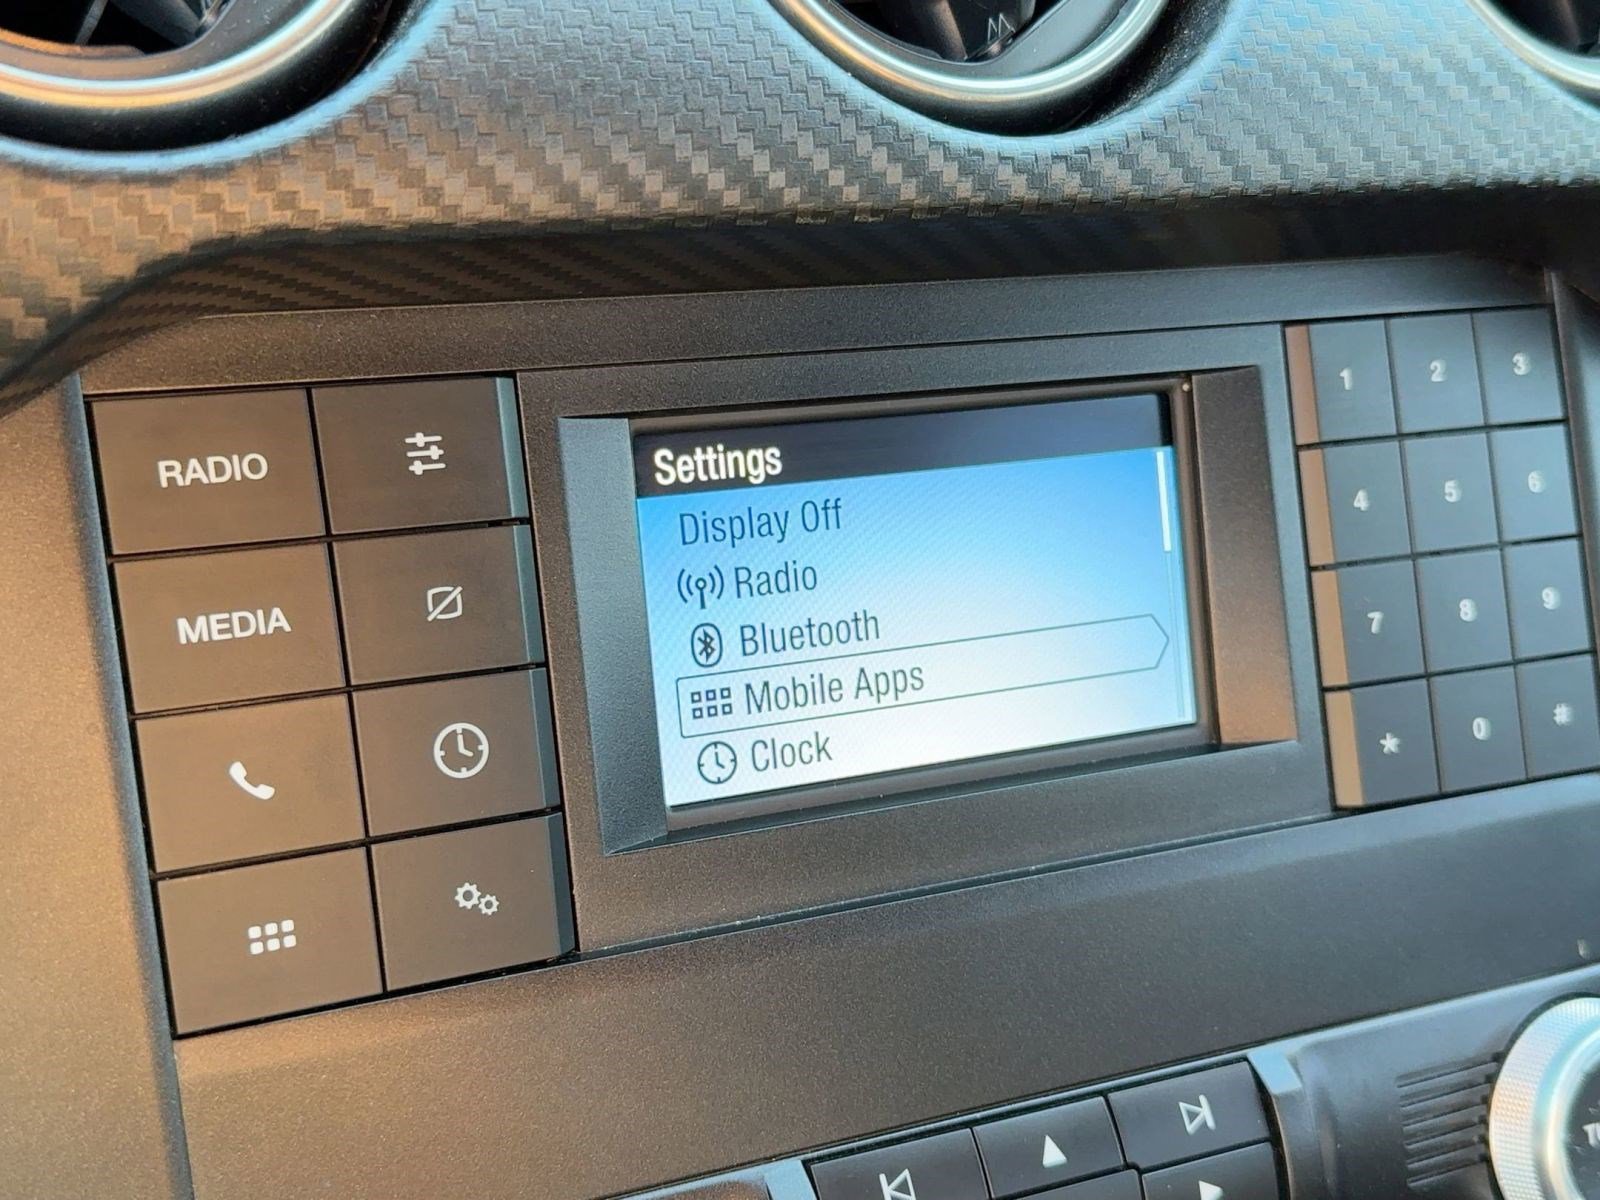 RADIO
MEDIA
Settings
Display Off
Radio
Bluetooth
Mobile Apps
Clock
1 2 3
4 5 6
7 8 9
* 0 #